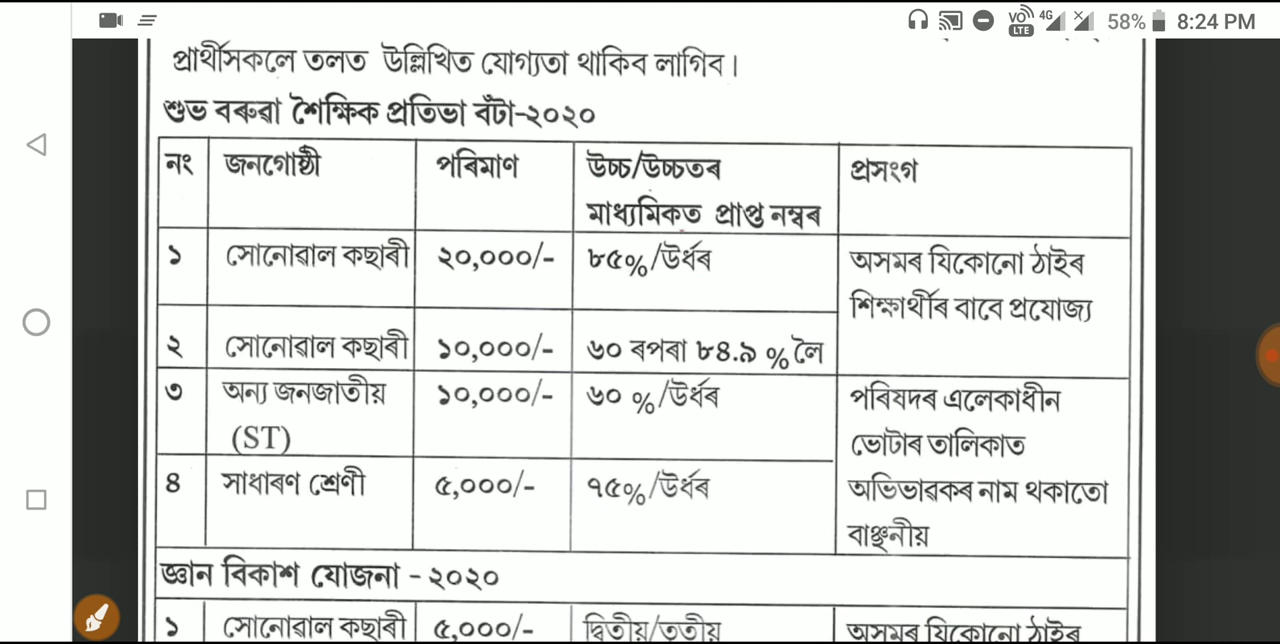 VO LTE 4G 58% 8:24 PM
প্ৰাৰ্থীসকলে তলত উল্লিখিত যোগ্যতা থাকিব লাগিব।
শুভ বৰুৱা শৈক্ষিক প্ৰতিভা বঁটা-২০২০
নং জনগোষ্ঠী পৰিমাণ উচ্চ/উচ্চতৰ প্ৰসংগ
মাধ্যমিকত প্ৰাপ্ত নম্বৰ
১ সোনোৱাল কছাৰী ২০,০০০/- ৮৫%/উৰ্ধৰ অসমৰ যিকোনো ঠাইৰ
শিক্ষাৰ্থীৰ বাবে প্ৰযোজ্য
২ সোনোৱাল কছাৰী ১০,০০০/- ৬০ ৰপৰা ৮৪.৯ % লৈ
৩ অন্য জনজাতীয় ১০,০০০/- ৬০ %/উৰ্ধৰ পৰিষদৰ এলেকাধীন
(ST) ভোটাৰ তালিকাত
৪ সাধাৰণ শ্ৰেণী ৫,০০০/- ৭৫%/উৰ্ধৰ অভিভাৱকৰ নাম থকাতো
বাঞ্ছনীয়
জ্ঞান বিকাশ যোজনা - ২০২০
১ সোনোৱাল কছাৰী ৫,০০০/- দ্বিতীয়/তৃতীয় অসমৰ যিকোনো ঠাইৰ